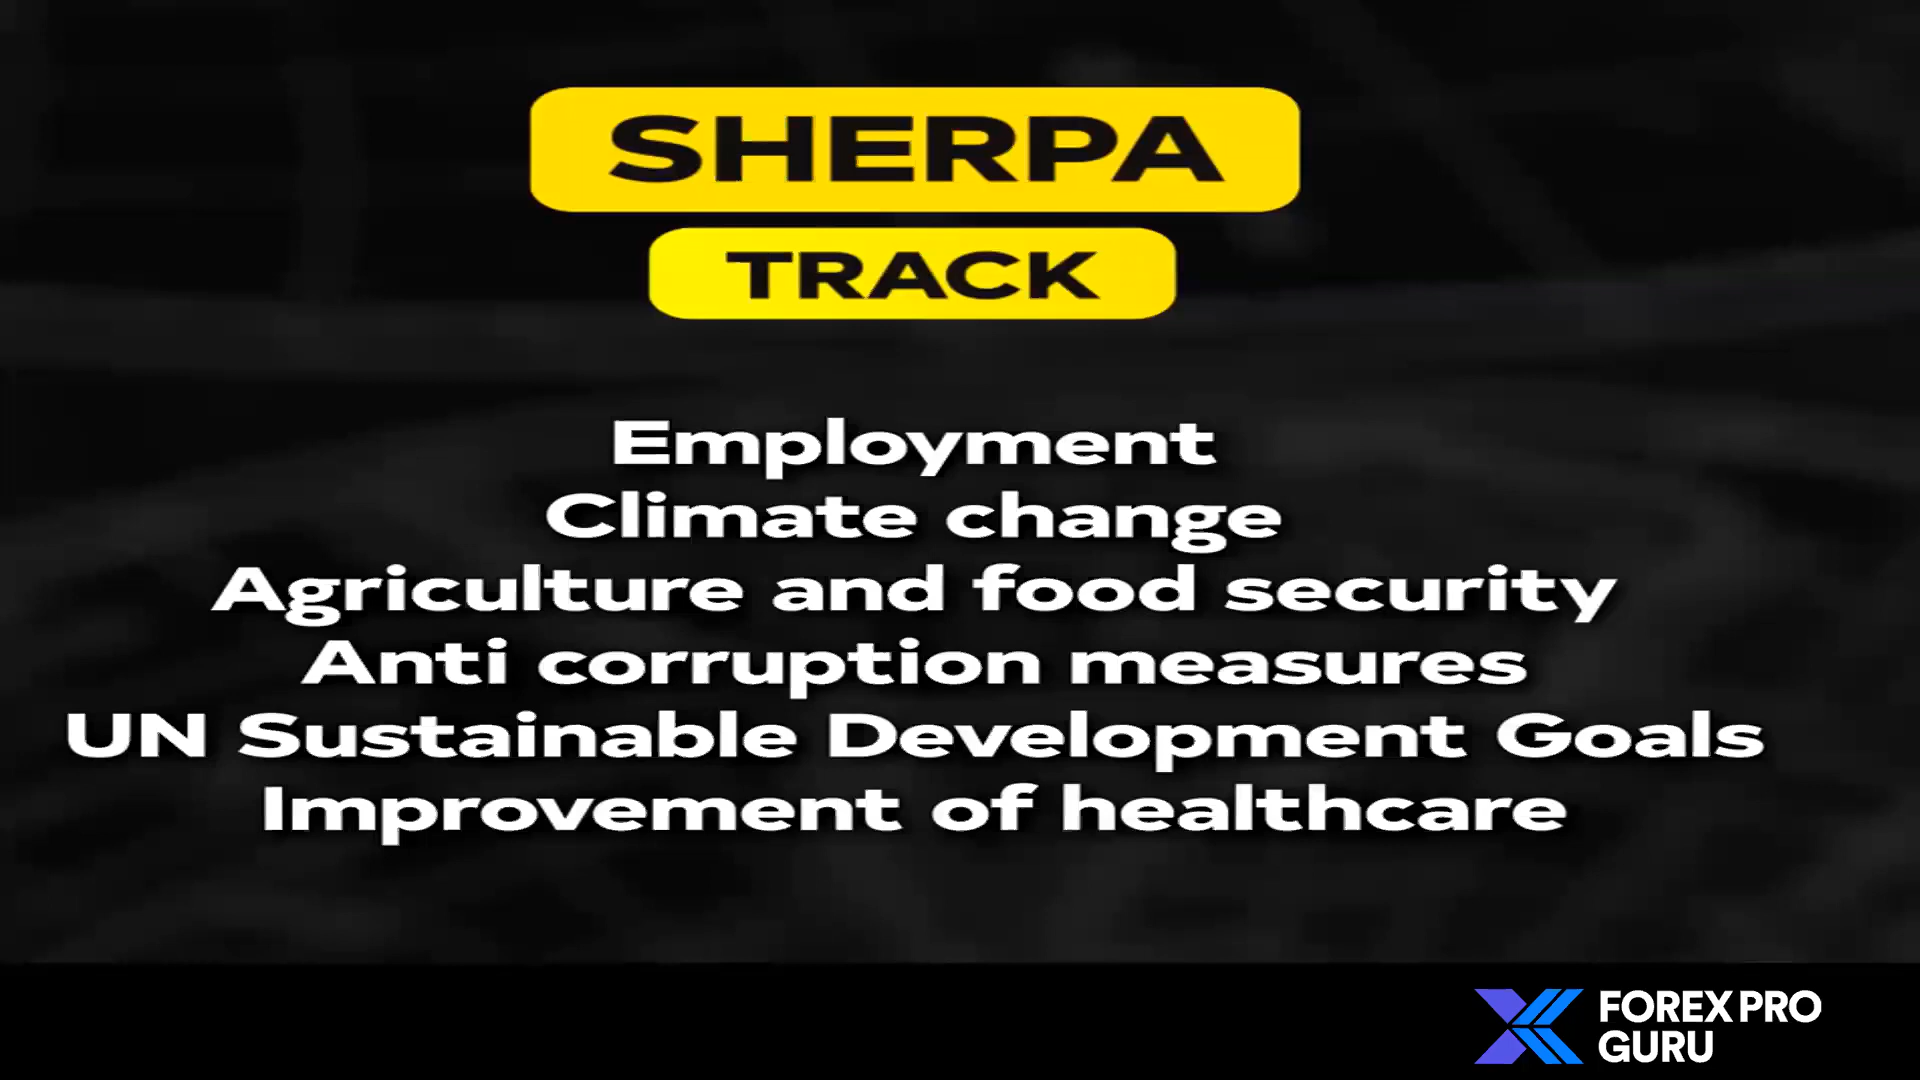 SHERPA
TRACK
Employment
Climate change
Agriculture and food security
Anti corruption measures
UN Sustainable Development Goals
Improvement of healthcare
FOREX PRO
GURU